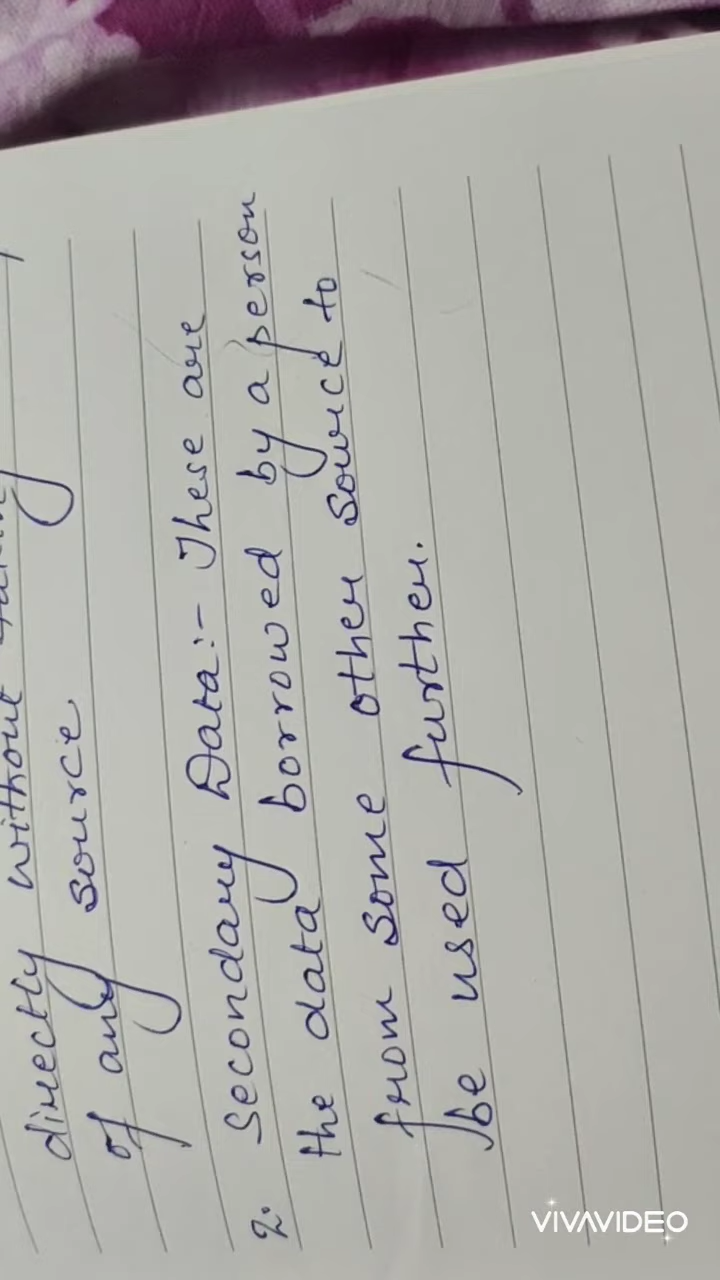 directly without
of any source.
2. Secondary Data:- These are
the data borrowed by a person
from some other source to
be used further.
VIVAVIDEO